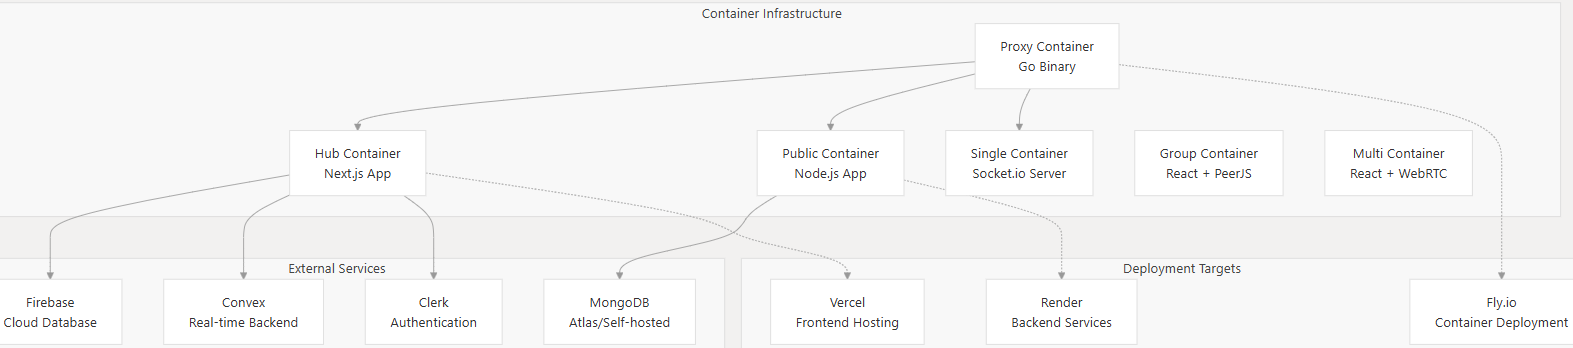 Container Infrastructure
Proxy Container
Go Binary
Hub Container
Next.js App
Public Container
Node.js App
Single Container
Socket.io Server
Group Container
React + PeerJS
Multi Container
React + WebRTC
External Services
Deployment Targets
Firebase
Cloud Database
Convex
Real-time Backend
Clerk
Authentication
MongoDB
Atlas/Self-hosted
Vercel
Frontend Hosting
Render
Backend Services
Fly.io
Container Deployment